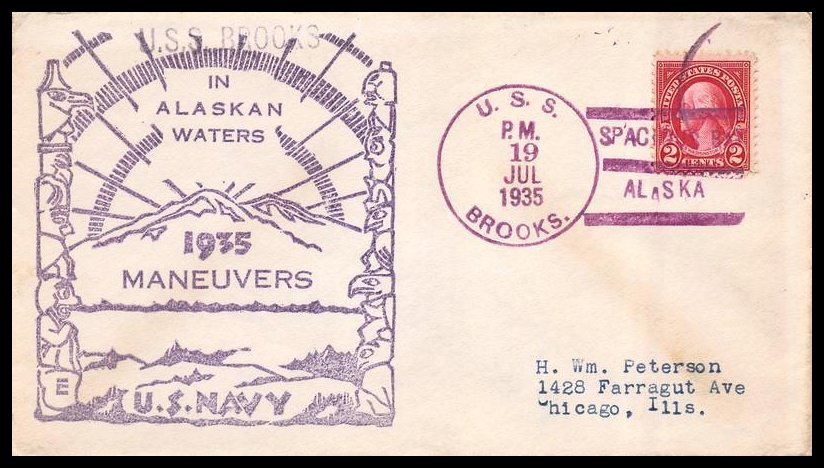 U.S.S. BROOKS
IN
ALASKAN
WATERS
1935
MANEUVERS
E
U.S. NAVY
U. S. S.
P.M.
19
JUL
1935
BROOKS.
ALASKA
UNITED STATES POSTAGE
2 CENTS 2
H. Wm. Peterson
1428 Farragut Ave
Chicago, Ills.